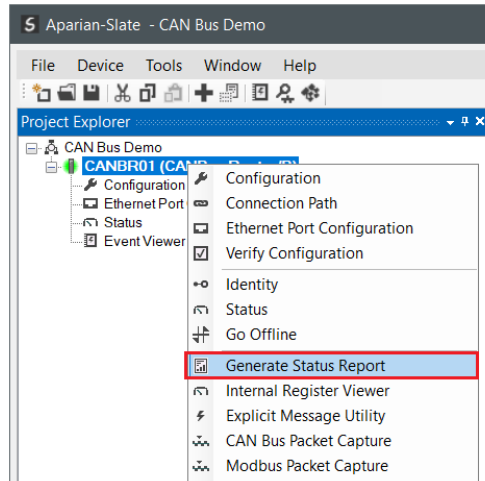 S Aparian-Slate - CAN Bus Demo
File Device Tools Window Help
Project Explorer
CAN Bus Demo
CANBR01
Configuration
Ethernet Port
Status
Event Viewer
Configuration
Connection Path
Ethernet Port Configuration
Verify Configuration
Identity
Status
Go Offline
Generate Status Report
Internal Register Viewer
Explicit Message Utility
CAN Bus Packet Capture
Modbus Packet Capture